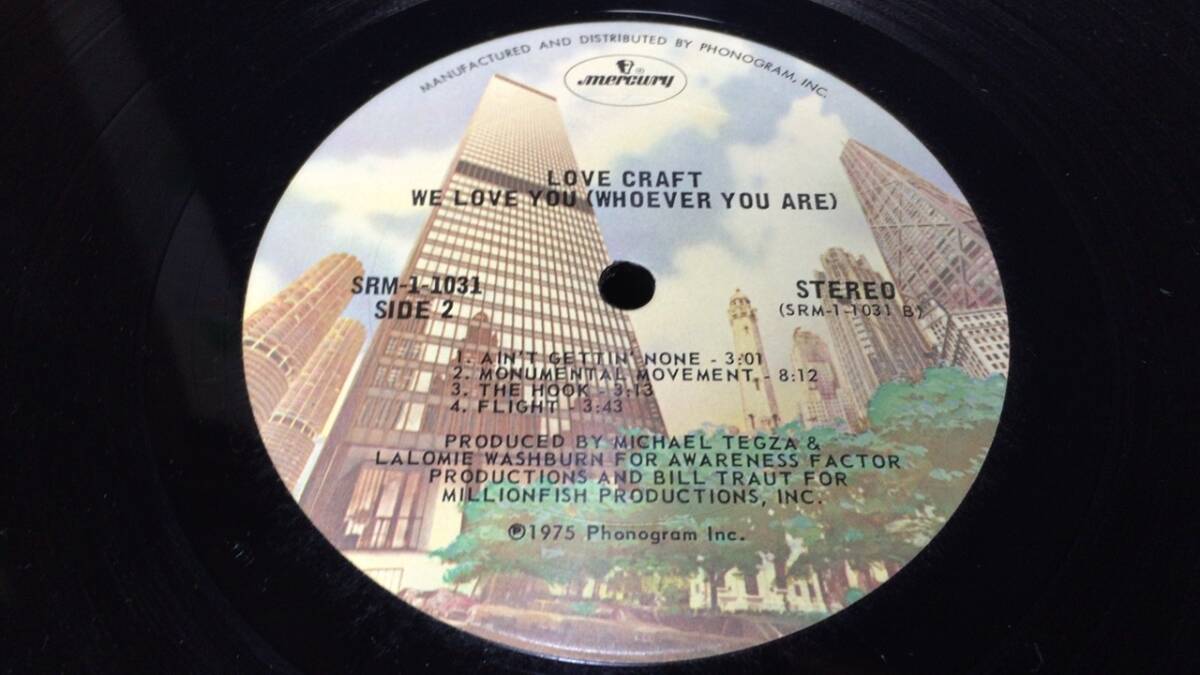 MANUFACTURED AND DISTRIBUTED BY PHONOGRAM, INC.
mercury ®
LOVE CRAFT
WE LOVE YOU (WHOEVER YOU ARE)
SRM-1-1031
SIDE 2
STEREO
(SRM-1-1031 B)
1. AIN'T GETTIN' NONE - 3:01
2. MONUMENTAL MOVEMENT - 8:12
3. THE HOOK - 3:13
4. FLIGHT - 3:43
PRODUCED BY MICHAEL TEGZA &
LALOMIE WASHBURN FOR AWARENESS FACTOR
PRODUCTIONS AND BILL TRAUT FOR
MILLIONFISH PRODUCTIONS, INC.
℗1975 Phonogram Inc.